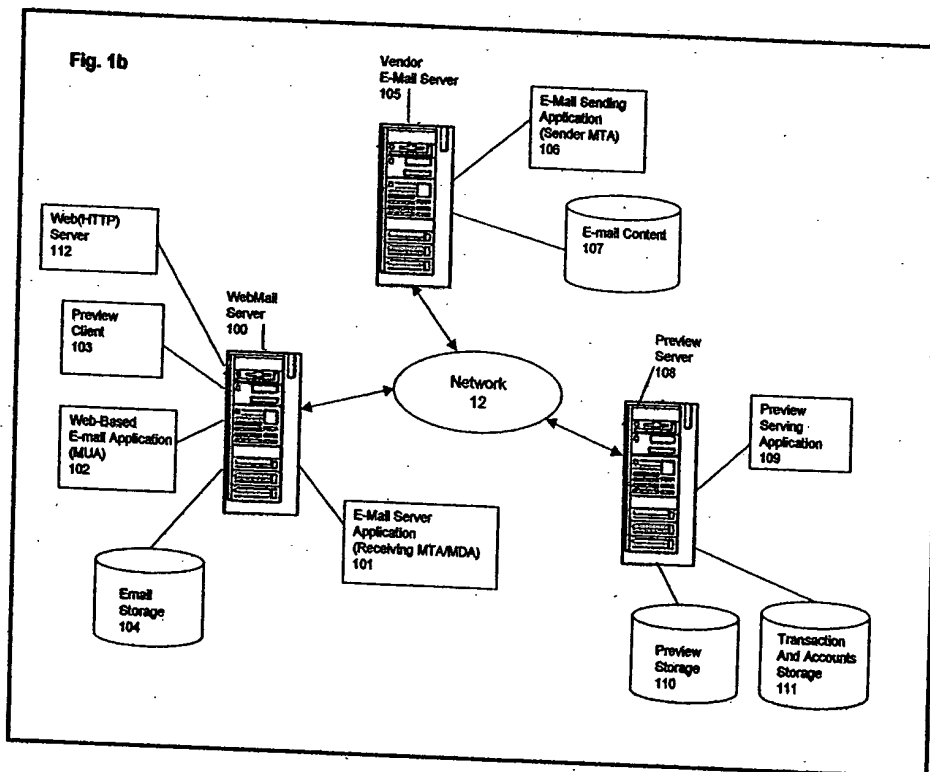 Fig. 1b
Vendor
E-Mail Server
105
E-Mail Sending
Application
(Sender MTA)
106
E-mail Content
107
Web(HTTP)
Server
112
Preview
Client
103
Web-Based
E-mail Application
(MUA)
102
WebMail
Server
100
Network
12
Preview
Server
108
Preview
Serving
Application
109
E-Mail Server
Application
(Receiving MTA/MDA)
101
Email
Storage
104
Preview
Storage
110
Transaction
And Accounts
Storage
111